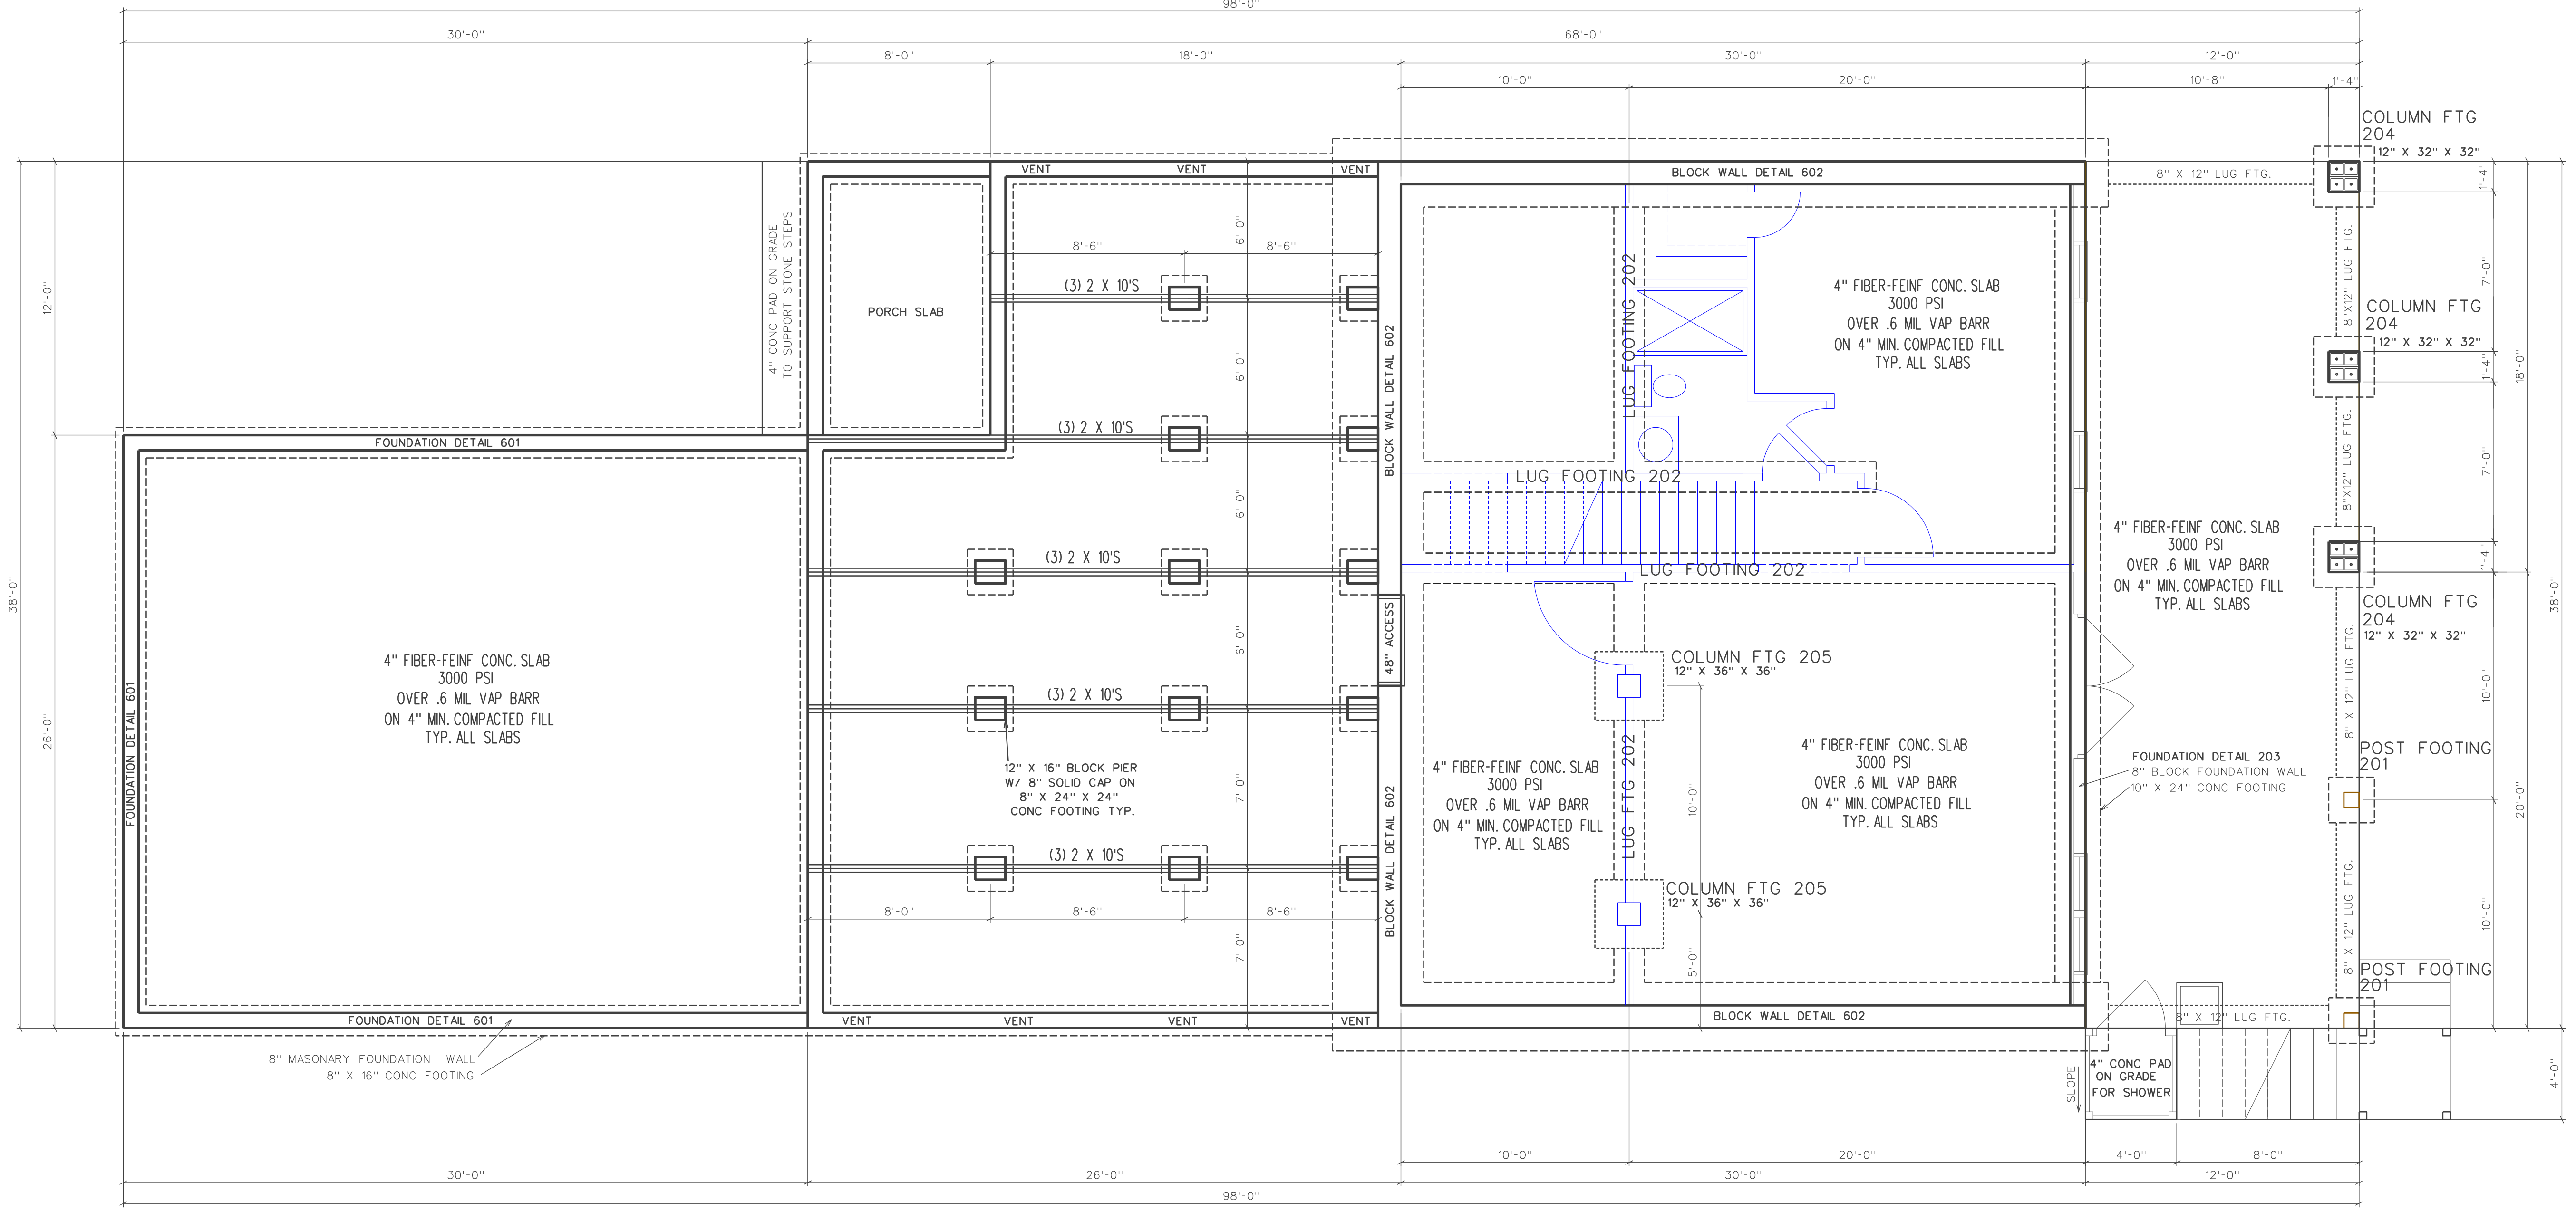 98'-0"
30'-0"
68'-0"
8'-0"
18'-0"
30'-0"
12'-0"
10'-0"
20'-0"
10'-8"
1'-4"
COLUMN FTG
204
12" X 32" X 32"
VENT
VENT
VENT
BLOCK WALL DETAIL 602
8" X 12" LUG FTG.
1'-4"
4" CONC PAD ON GRADE
TO SUPPORT STONE STEPS
6'-0"
8'-6"
8'-6"
12'-0"
(3) 2 X 10'S
PORCH SLAB
BLOCK WALL DETAIL 602
LUG FOOTING 202
4" FIBER-FEINF CONC. SLAB
3000 PSI
OVER .6 MIL VAP BARR
ON 4" MIN. COMPACTED FILL
TYP. ALL SLABS
8"X12" LUG FTG.
7'-0"
COLUMN FTG
204
12" X 32" X 32"
1'-4"
18'-0"
6'-0"
FOUNDATION DETAIL 601
(3) 2 X 10'S
LUG FOOTING 202
8"X12" LUG FTG.
7'-0"
6'-0"
(3) 2 X 10'S
LUG FOOTING 202
4" FIBER-FEINF CONC. SLAB
3000 PSI
OVER .6 MIL VAP BARR
ON 4" MIN. COMPACTED FILL
TYP. ALL SLABS
1'-4"
COLUMN FTG
204
12" X 32" X 32"
38'-0"
38'-0"
26'-0"
FOUNDATION DETAIL 601
4" FIBER-FEINF CONC. SLAB
3000 PSI
OVER .6 MIL VAP BARR
ON 4" MIN. COMPACTED FILL
TYP. ALL SLABS
6'-0"
48" ACCESS
COLUMN FTG 205
12" X 36" X 36"
8" X 12" LUG FTG.
10'-0"
(3) 2 X 10'S
12" X 16" BLOCK PIER
W/ 8" SOLID CAP ON
8" X 24" X 24"
CONC FOOTING TYP.
7'-0"
BLOCK WALL DETAIL 602
4" FIBER-FEINF CONC. SLAB
3000 PSI
OVER .6 MIL VAP BARR
ON 4" MIN. COMPACTED FILL
TYP. ALL SLABS
LUG FTG 202
10'-0"
4" FIBER-FEINF CONC. SLAB
3000 PSI
OVER .6 MIL VAP BARR
ON 4" MIN. COMPACTED FILL
TYP. ALL SLABS
FOUNDATION DETAIL 203
8" BLOCK FOUNDATION WALL
10" X 24" CONC FOOTING
POST FOOTING
201
20'-0"
(3) 2 X 10'S
8'-0"
8'-6"
8'-6"
7'-0"
COLUMN FTG 205
12" X 36" X 36"
5'-0"
8" X 12" LUG FTG.
10'-0"
POST FOOTING
201
FOUNDATION DETAIL 601
VENT
VENT
VENT
VENT
BLOCK WALL DETAIL 602
8" X 12" LUG FTG.
8" MASONARY FOUNDATION WALL
8" X 16" CONC FOOTING
SLOPE
4" CONC PAD
ON GRADE
FOR SHOWER
4'-0"
10'-0"
20'-0"
4'-0"
8'-0"
30'-0"
26'-0"
30'-0"
12'-0"
98'-0"